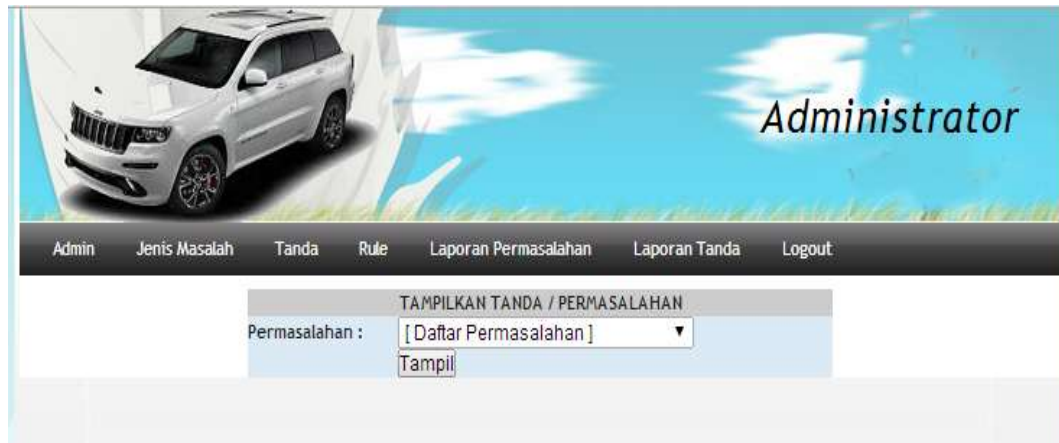 Administrator
Admin Jenis Masalah Tanda Rule Laporan Permasalahan Laporan Tanda Logout
TAMPILKAN TANDA / PERMASALAHAN
Permasalahan : [ Daftar Permasalahan ]
Tampil